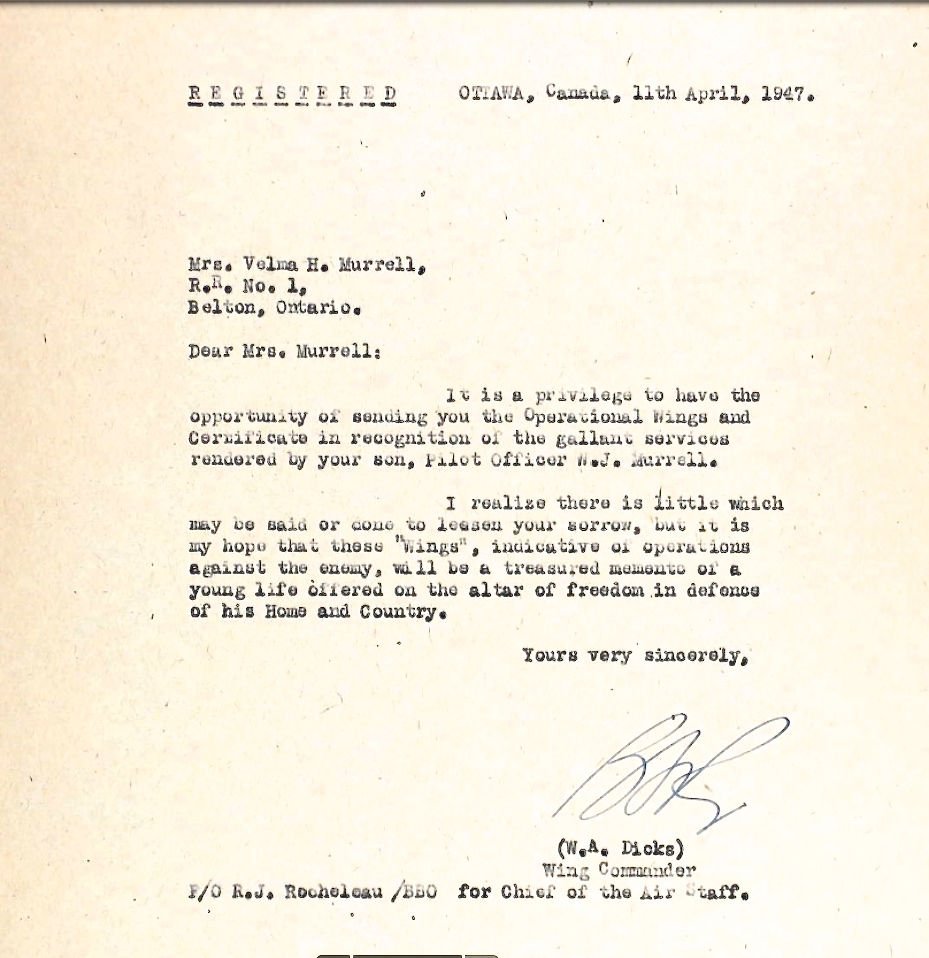 REGISTERED OTTAWA, Canada, 11th April, 1947.
Mrs. Velma H. Murrell,
R.R. No. 1,
Belton, Ontario.
Dear Mrs. Murrell:
It is a privilege to have the
opportunity of sending you the Operational Wings and
Certificate in recognition of the gallant services
rendered by your son, Pilot Officer W.J. Murrell.
I realize there is little which
may be said or done to lessen your sorrow, but it is
my hope that these "Wings", indicative of operations
against the enemy, will be a treasured memento of a
young life offered on the altar of freedom in defence
of his Home and Country.
Yours very sincerely,
(W.A. Dicks)
Wing Commander
F/O R.J. Rocheleau /BBO for Chief of the Air Staff.